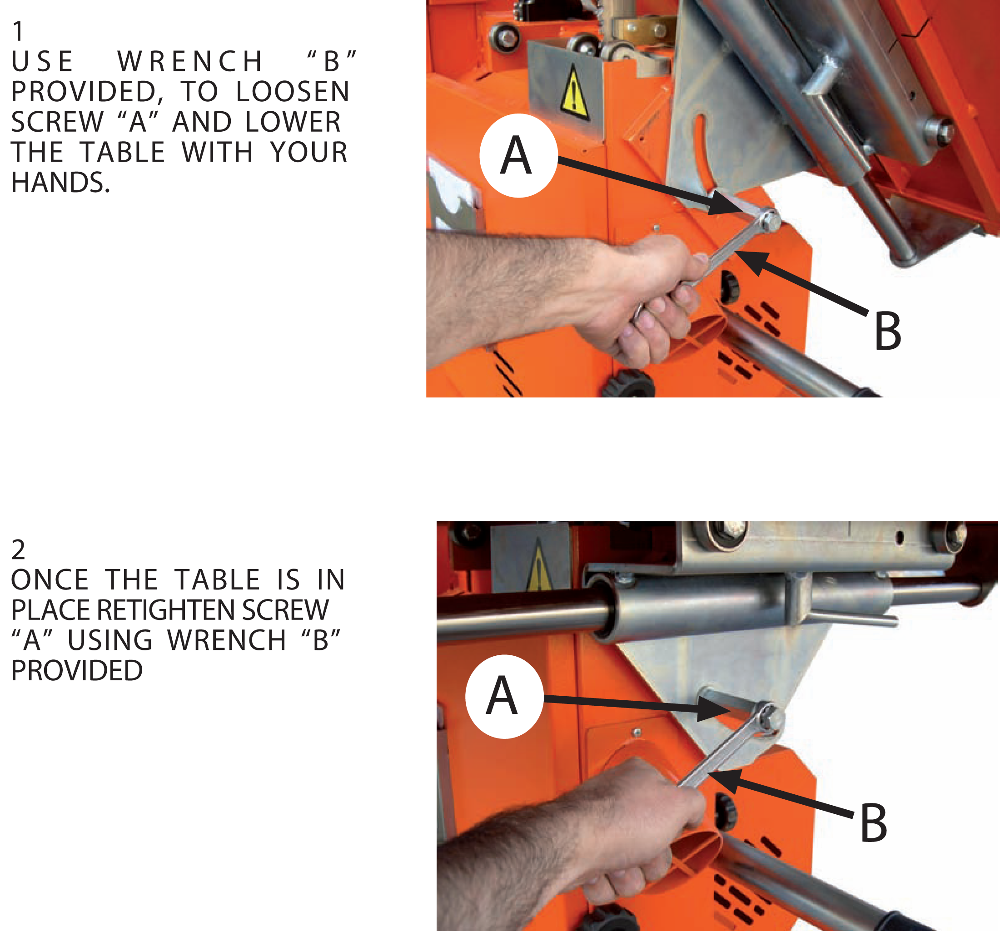 1
USE WRENCH “B”
PROVIDED, TO LOOSEN
SCREW “A” AND LOWER
THE TABLE WITH YOUR
HANDS.
A
B
2
ONCE THE TABLE IS IN
PLACE RETIGHTEN SCREW
“A” USING WRENCH “B”
PROVIDED
A
B